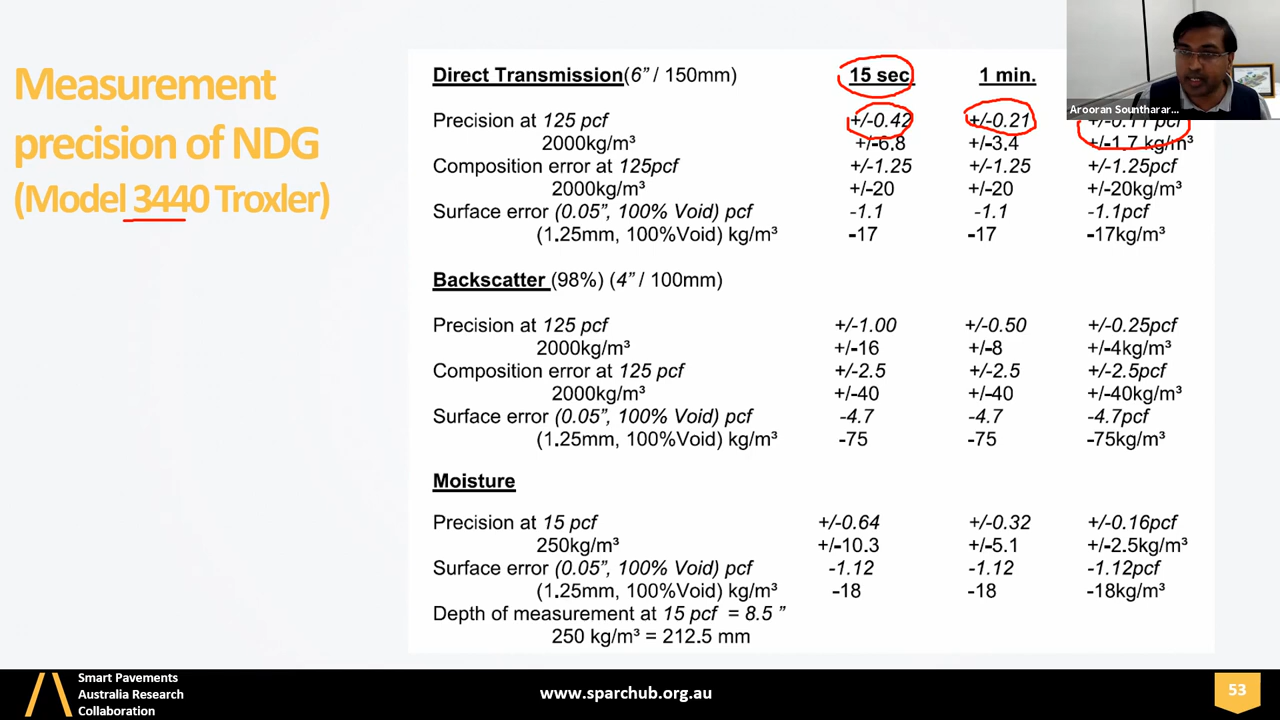 Measurement
precision of NDG
(Model 3440 Troxler)
Direct Transmission(6” / 150mm) 15 sec. 1 min.
Arooran Sountharar...
Precision at 125 pcf +/-0.42 +/-0.21 +/-0.11 pcf
2000kg/m³ +/-6.8 +/-3.4 +/-1.7 kg/m³
Composition error at 125pcf +/-1.25 +/-1.25 +/-1.25pcf
2000kg/m³ +/-20 +/-20 +/-20kg/m³
Surface error (0.05”, 100% Void) pcf -1.1 -1.1 -1.1pcf
(1.25mm, 100%Void) kg/m³ -17 -17 -17kg/m³
Backscatter (98%) (4” / 100mm)
Precision at 125 pcf +/-1.00 +/-0.50 +/-0.25pcf
2000kg/m³ +/-16 +/-8 +/-4kg/m³
Composition error at 125 pcf +/-2.5 +/-2.5 +/-2.5pcf
2000kg/m³ +/-40 +/-40 +/-40kg/m³
Surface error (0.05”, 100% Void) pcf -4.7 -4.7 -4.7pcf
(1.25mm, 100%Void) kg/m³ -75 -75 -75kg/m³
Moisture
Precision at 15 pcf +/-0.64 +/-0.32 +/-0.16pcf
250kg/m³ +/-10.3 +/-5.1 +/-2.5kg/m³
Surface error (0.05”, 100% Void) pcf -1.12 -1.12 -1.12pcf
(1.25mm, 100%Void) kg/m³ -18 -18 -18kg/m³
Depth of measurement at 15 pcf = 8.5 ”
250 kg/m³ = 212.5 mm
Smart Pavements
Australia Research
Collaboration
www.sparchub.org.au
53